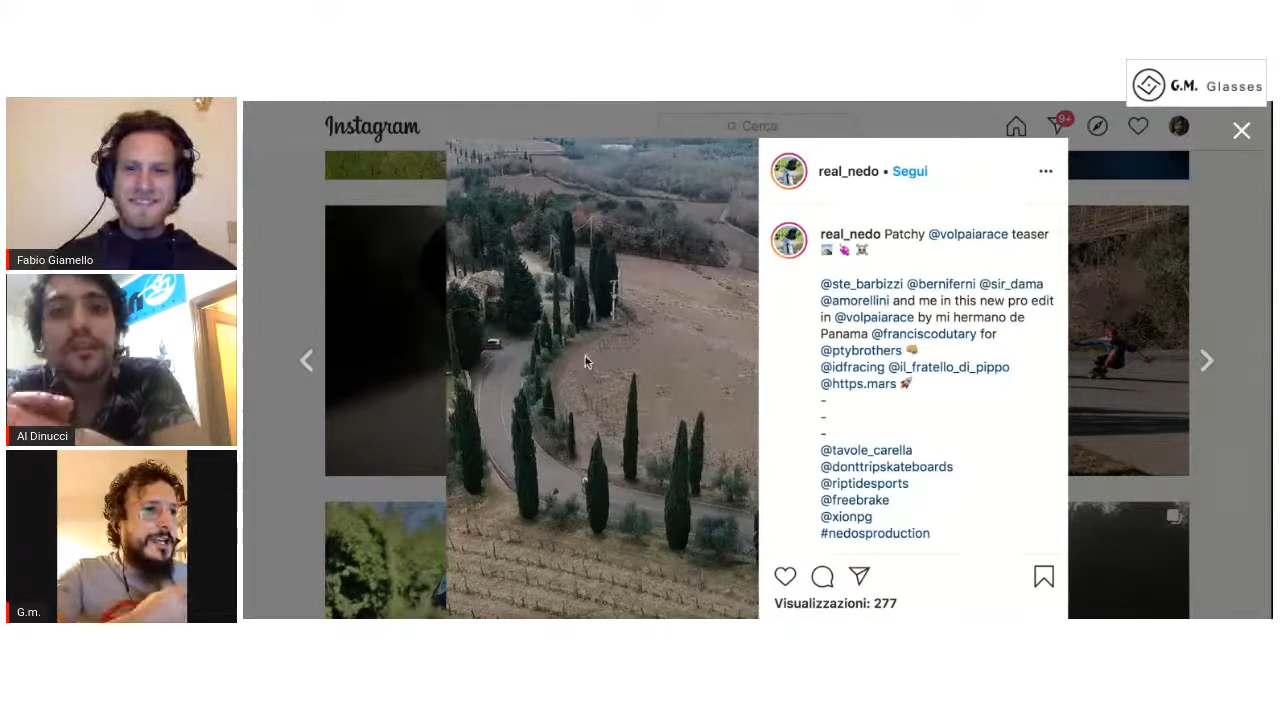 G.M. Glasses
Instagram
Cerca
9+
real_nedo • Segui
real_nedo Patchy @volpaiarace teaser
@ste_barbizzi @berniferni @sir_dama
@amorellini and me in this new pro edit
in @volpaiarace by mi hermano de
Panama @franciscodutary for
@ptybrothers
@idfracing @il_fratello_di_pippo
@https.mars
-
-
-
@tavole_carella
@donttripskateboards
@riptidesports
@freebrake
@xionpg
#nedosproduction
Visualizzazioni: 277
Fabio Giamello
Al Dinucci
G.m.